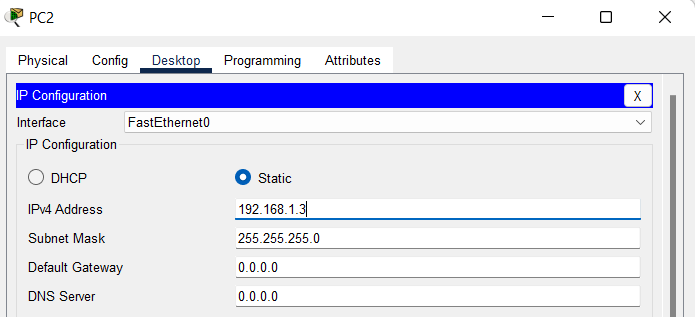 PC2
Physical Config Desktop Programming Attributes
IP Configuration X
Interface FastEthernet0
IP Configuration
DHCP Static
IPv4 Address 192.168.1.3
Subnet Mask 255.255.255.0
Default Gateway 0.0.0.0
DNS Server 0.0.0.0